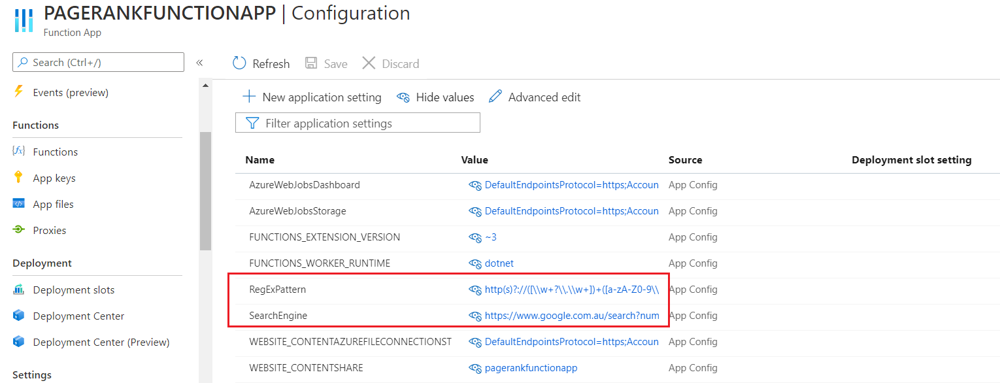 PAGERANKFUNCTIONAPP | Configuration
Function App
Search (Ctrl+/)
«
Refresh
Save
Discard
Events (preview)
New application setting
Hide values
Advanced edit
Filter application settings
Functions
Functions
App keys
App files
Proxies
Deployment
Deployment slots
Deployment Center
Deployment Center (Preview)
Settings
Name Value Source Deployment slot setting
AzureWebJobsDashboard DefaultEndpointsProtocol=https;Accoun App Config
AzureWebJobsStorage DefaultEndpointsProtocol=https;Accoun App Config
FUNCTIONS_EXTENSION_VERSION ~3 App Config
FUNCTIONS_WORKER_RUNTIME dotnet App Config
RegExPattern http(s)?://([\\w+?\\.\\w+])+([a-zA-Z0-9\\ App Config
SearchEngine https://www.google.com.au/search?num App Config
WEBSITE_CONTENTAZUREFILECONNECTIONST DefaultEndpointsProtocol=https;Accoun App Config
WEBSITE_CONTENTSHARE pagerankfunctionapp App Config